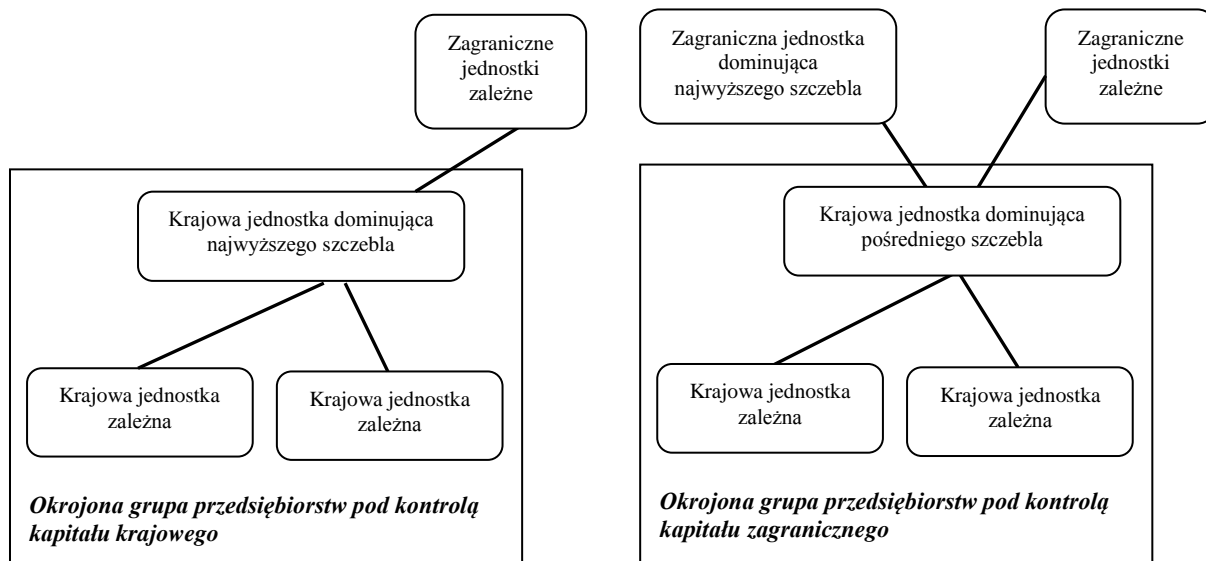 Zagraniczne
jednostki
zależne
Krajowa jednostka dominująca
najwyższego szczebla
Krajowa jednostka
zależna
Krajowa jednostka
zależna
Okrojona grupa przedsiębiorstw pod kontrolą
kapitału krajowego
Zagraniczna jednostka
dominująca
najwyższego szczebla
Zagraniczne
jednostki
zależne
Krajowa jednostka dominująca
pośredniego szczebla
Krajowa jednostka
zależna
Krajowa jednostka
zależna
Okrojona grupa przedsiębiorstw pod kontrolą
kapitału zagranicznego